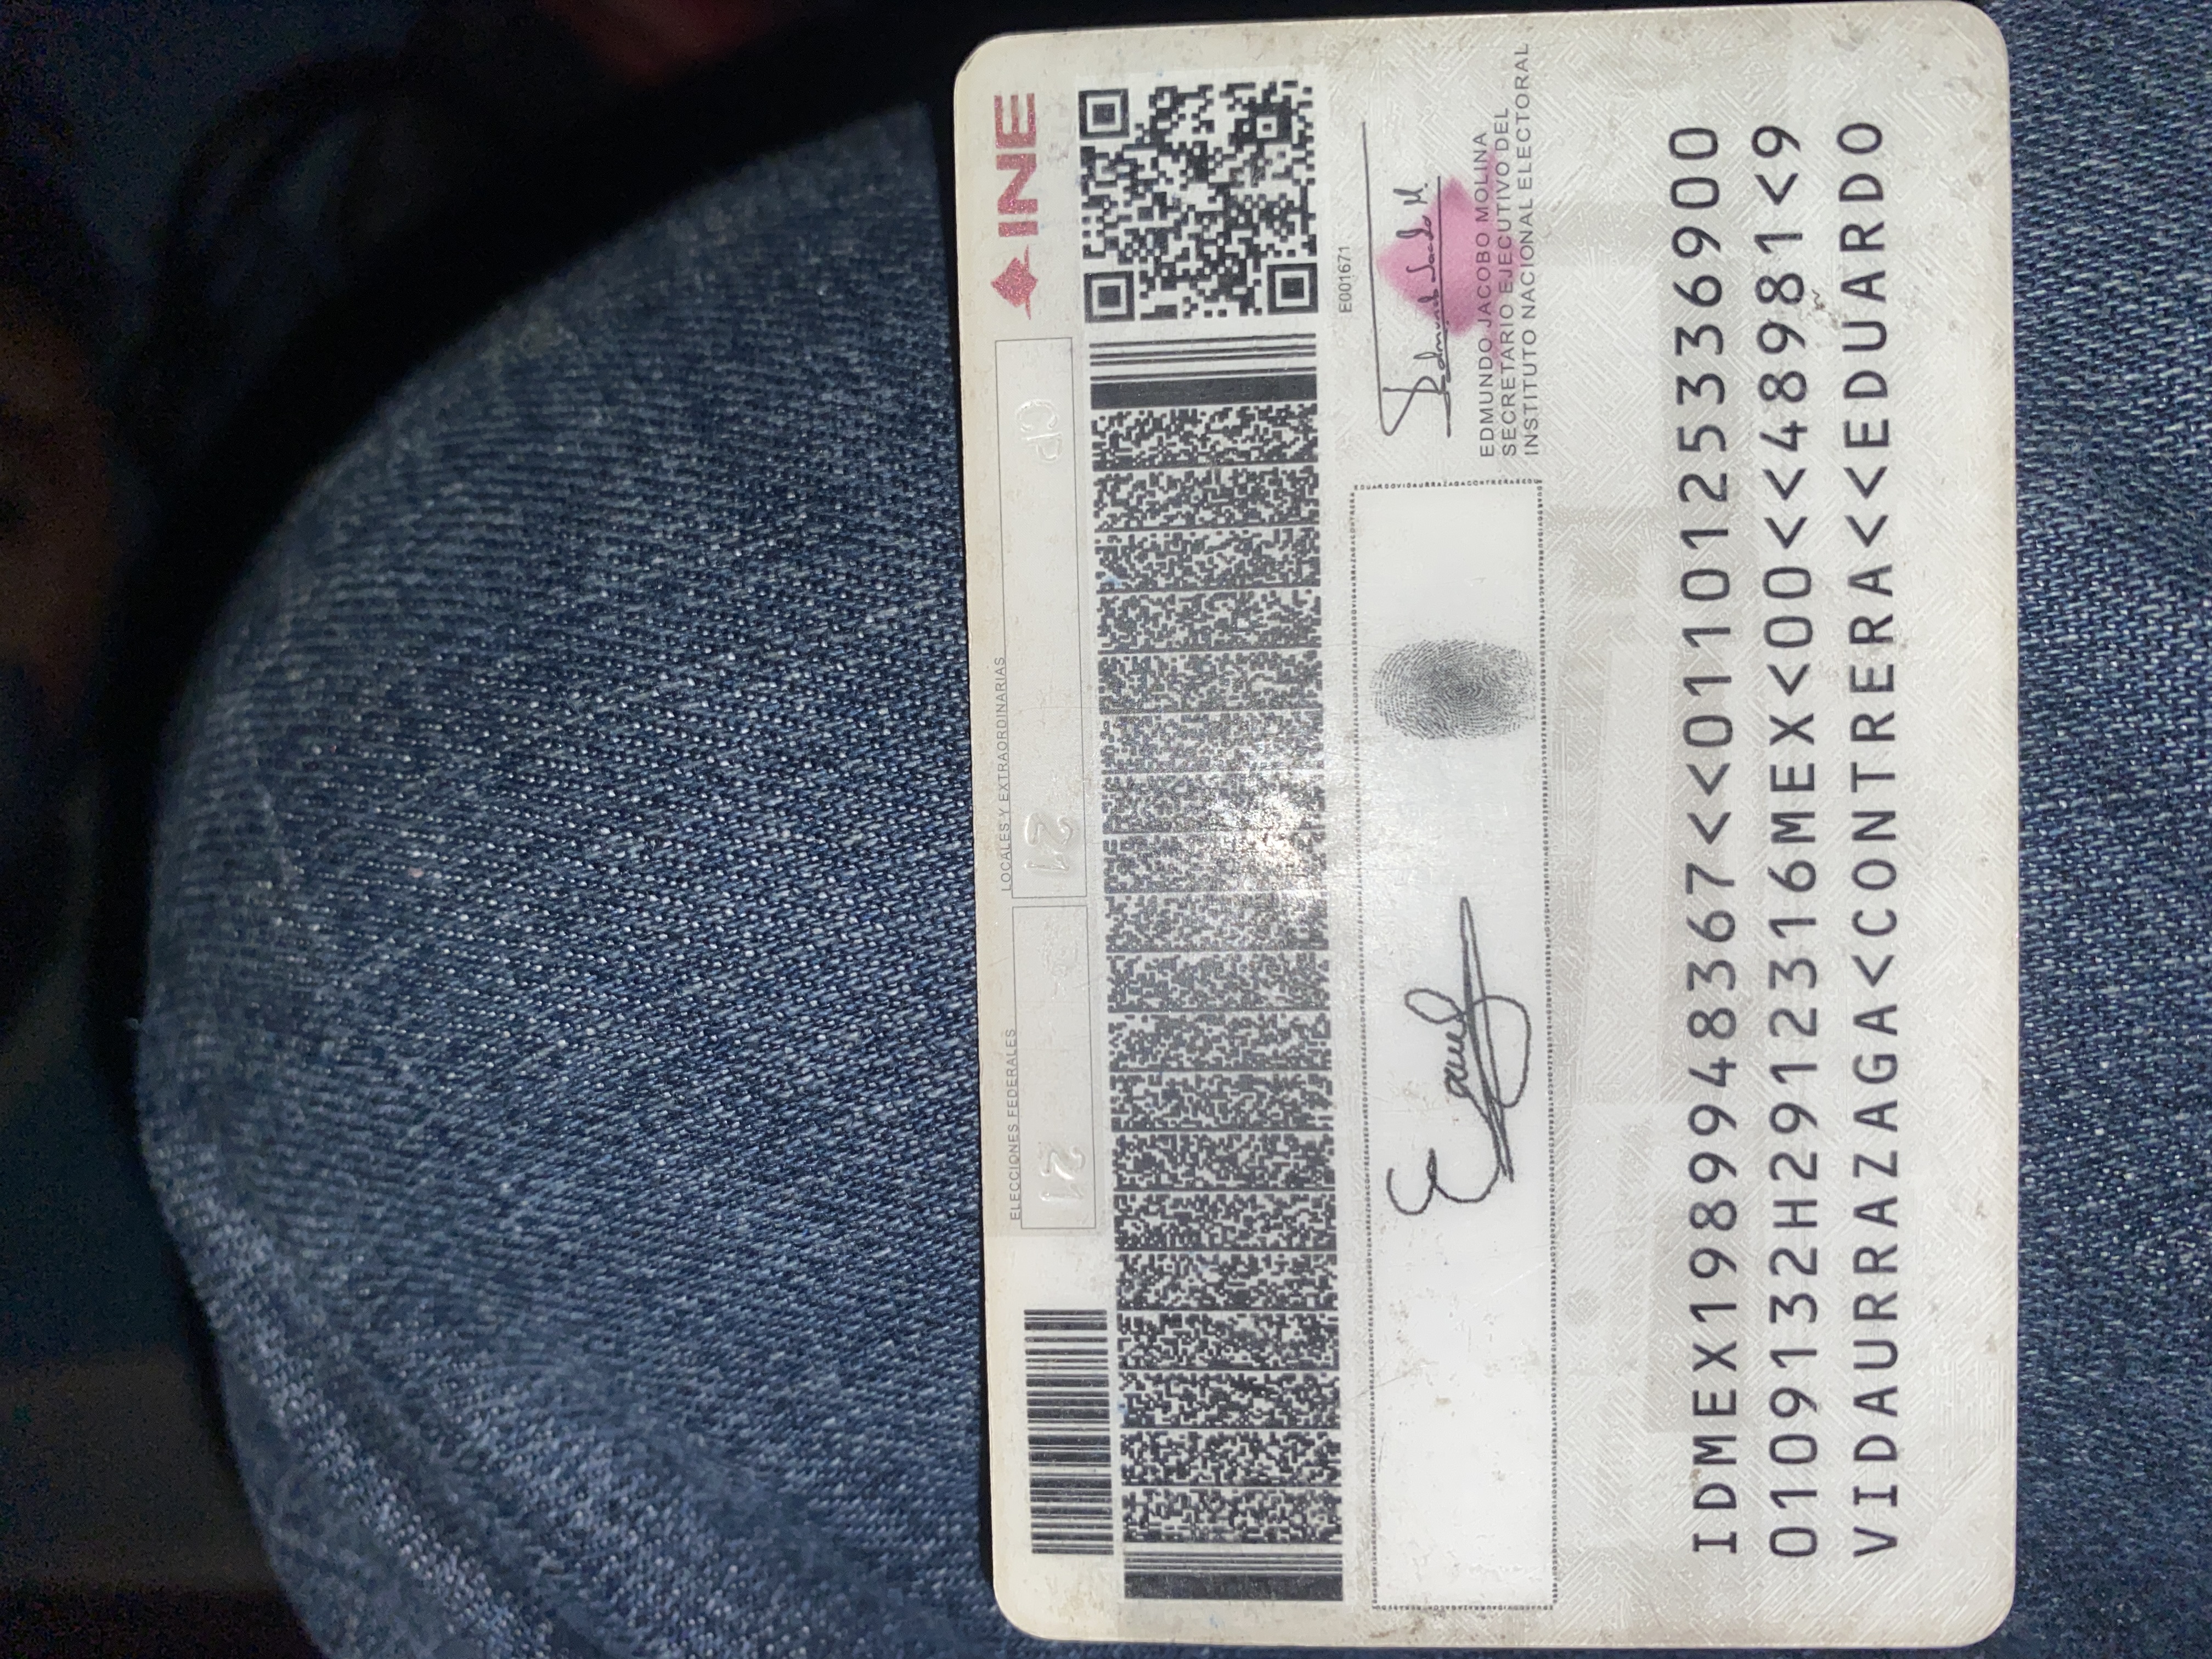 ELECCIONES FEDERALES
LOCALES Y EXTRAORDINARIAS
INE
21
21
E001671
EDMUNDO JACOBO MOLINA
SECRETARIO EJECUTIVO DEL
INSTITUTO NACIONAL ELECTORAL
IDMEX1989948367<<0110125336900
0109132H2912316MEX<00<<48981<9
VIDAURRAZAGA<CONTRERA<<EDUARDO